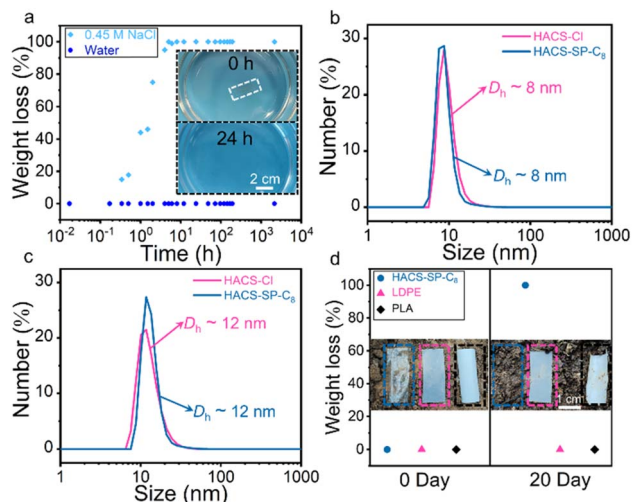 a
0.45 M NaCl
Water
Weight loss (%)
100
80
60
40
20
0
0 h
24 h
2 cm
10⁻² 10⁻¹ 10⁰ 10¹ 10² 10³ 10⁴
Time (h)
b
HACS-Cl
HACS-SP-C₈
Number (%)
30
20
10
0
Dₕ ~ 8 nm
Dₕ ~ 8 nm
1 10 100 1000
Size (nm)
c
HACS-Cl
HACS-SP-C₈
Number (%)
30
20
10
0
Dₕ ~ 12 nm
Dₕ ~ 12 nm
1 10 100 1000
Size (nm)
d
HACS-SP-C₈
LDPE
PLA
Weight loss (%)
100
80
60
40
20
0
1 cm
0 Day 20 Day